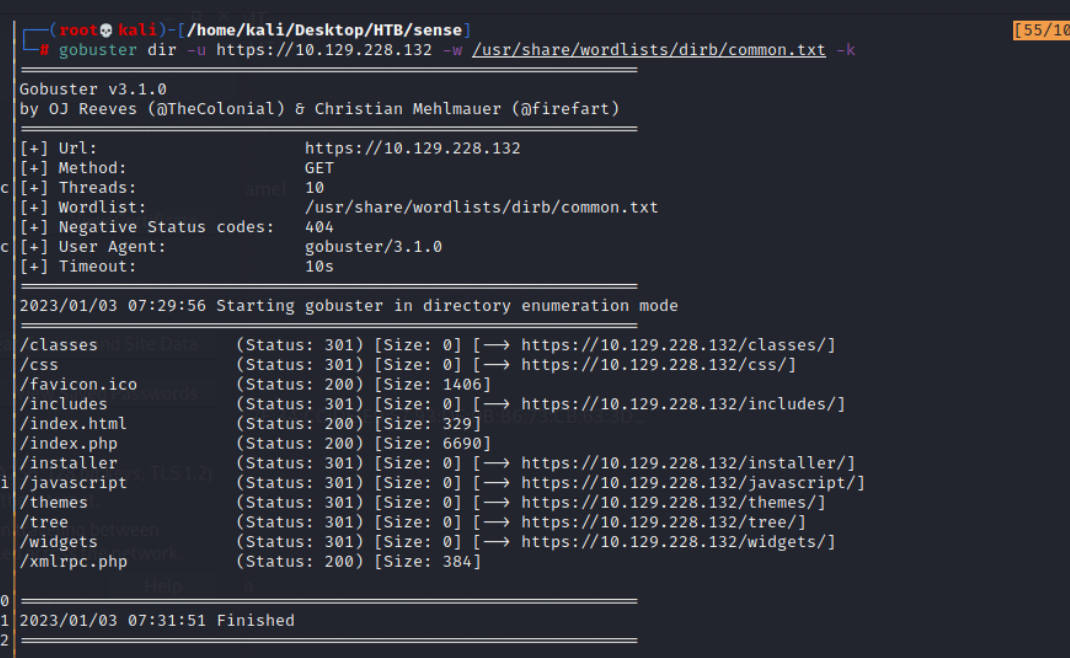 (root💀kali)-[/home/kali/Desktop/HTB/sense]
[55/10
# gobuster dir -u https://10.129.228.132 -w /usr/share/wordlists/dirb/common.txt -k
Gobuster v3.1.0
by OJ Reeves (@TheColonial) & Christian Mehlmauer (@firefart)
[+] Url: https://10.129.228.132
[+] Method: GET
c [+] Threads: 10
[+] Wordlist: /usr/share/wordlists/dirb/common.txt
[+] Negative Status codes: 404
c [+] User Agent: gobuster/3.1.0
[+] Timeout: 10s
2023/01/03 07:29:56 Starting gobuster in directory enumeration mode
/classes (Status: 301) [Size: 0] [--> https://10.129.228.132/classes/]
/css (Status: 301) [Size: 0] [--> https://10.129.228.132/css/]
/favicon.ico (Status: 200) [Size: 1406]
/includes (Status: 301) [Size: 0] [--> https://10.129.228.132/includes/]
/index.html (Status: 200) [Size: 329]
/index.php (Status: 200) [Size: 6690]
/installer (Status: 301) [Size: 0] [--> https://10.129.228.132/installer/]
i /javascript (Status: 301) [Size: 0] [--> https://10.129.228.132/javascript/]
/themes (Status: 301) [Size: 0] [--> https://10.129.228.132/themes/]
/tree (Status: 301) [Size: 0] [--> https://10.129.228.132/tree/]
/widgets (Status: 301) [Size: 0] [--> https://10.129.228.132/widgets/]
/xmlrpc.php (Status: 200) [Size: 384]
Help
0
1 2023/01/03 07:31:51 Finished
2